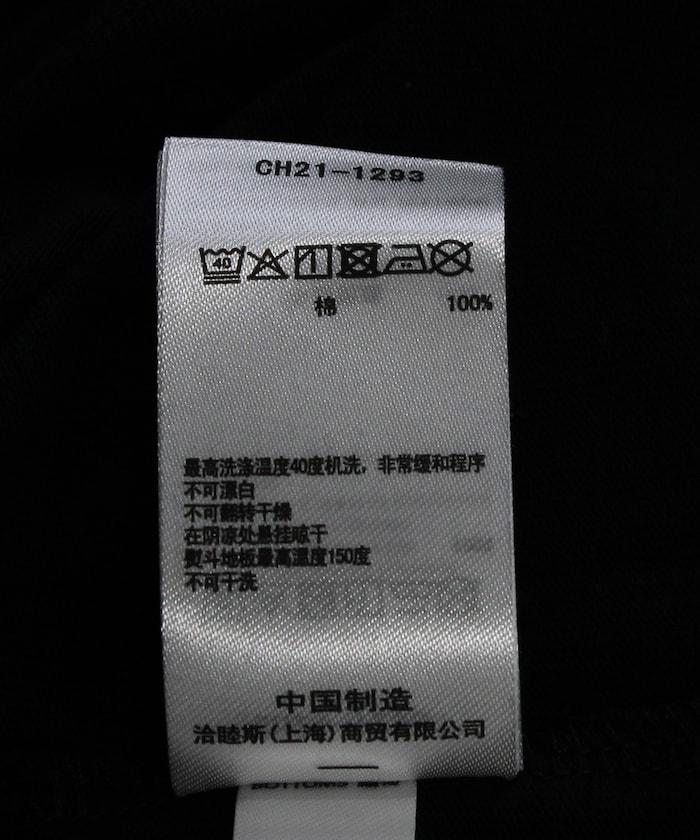 CH21-1293
40
棉 100%
最高洗涤温度40度机洗，非常缓和程序
不可漂白
不可翻转干燥
在阴凉处悬挂晾干
熨斗地板最高温度150度
不可干洗
中国制造
洽睦斯(上海)商贸有限公司